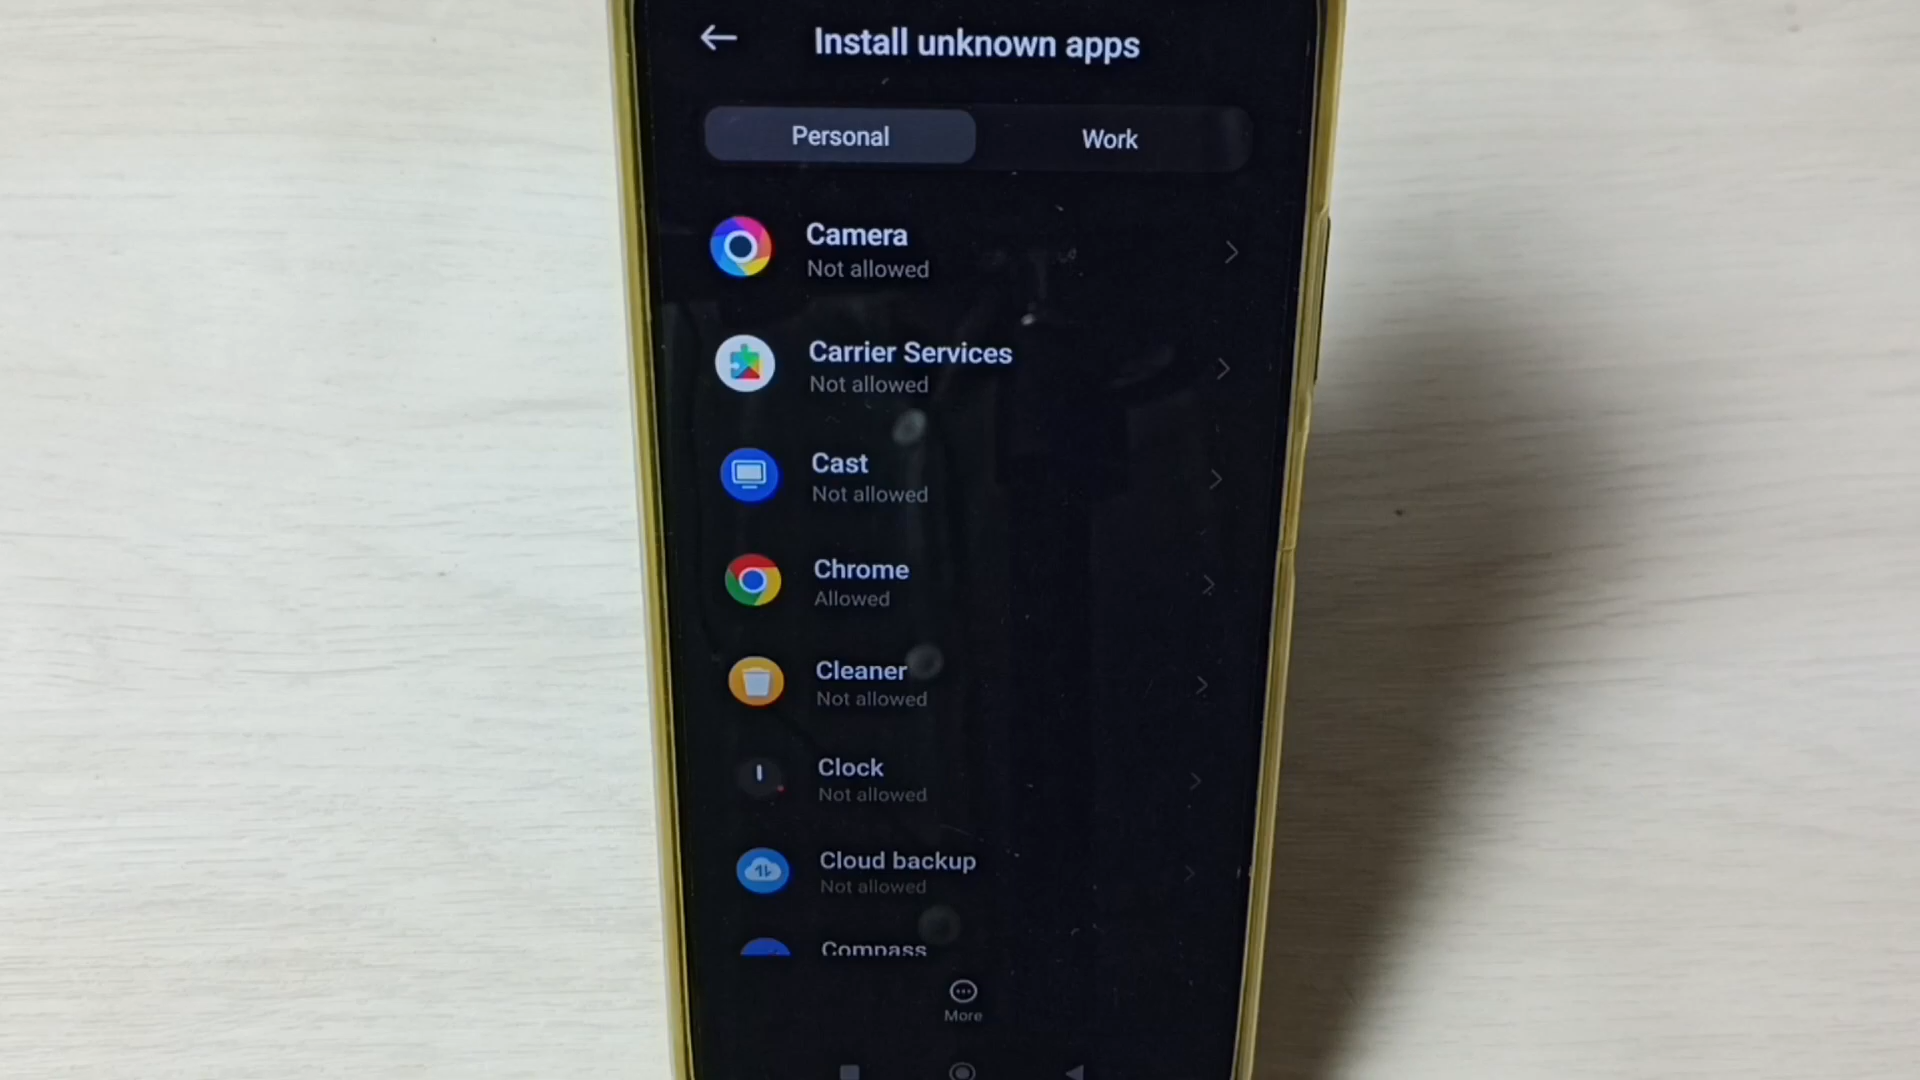 Install unknown apps
Personal
Work
Camera
Not allowed
Carrier Services
Not allowed
Cast
Not allowed
Chrome
Allowed
Cleaner
Not allowed
Clock
Not allowed
Cloud backup
Not allowed
Compass
More